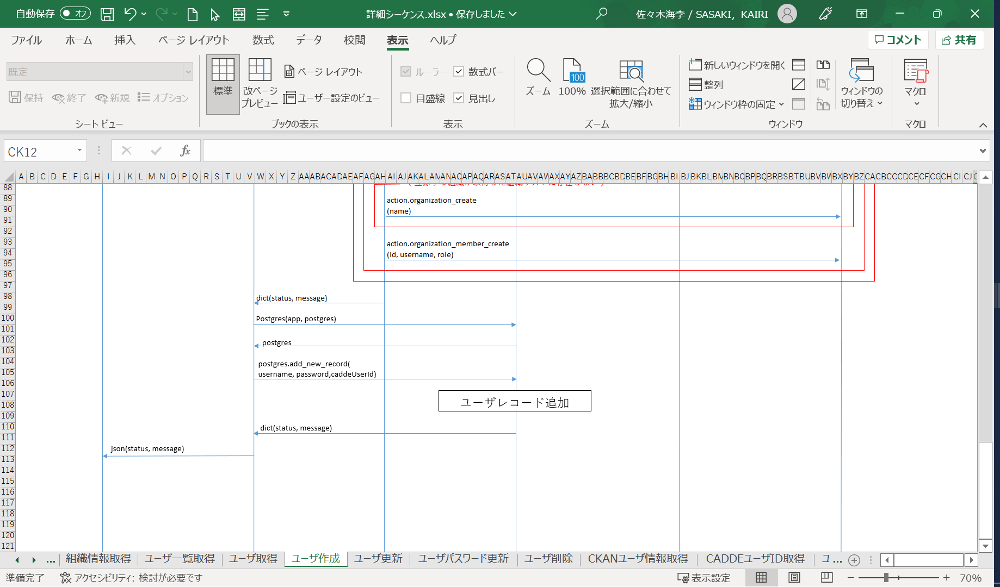 自動保存 オフ 詳細シーケンス.xlsx • 保存しました 佐々木海李 / SASAKI, KAIRI
ファイル ホーム 挿入 ページ レイアウト 数式 データ 校閲 表示 ヘルプ コメント 共有
既定
保持 終了 新規 オプション
シート ビュー
標準 改ページ プレビュー ページ レイアウト ユーザー設定のビュー
ブックの表示
ルーラー 数式バー
目盛線 見出し
表示
ズーム 100 100% 選択範囲に合わせて
拡大/縮小
ズーム
新しいウィンドウを開く
整列
ウィンドウ枠の固定
ウィンドウの
切り替え
ウィンドウ
マクロ
マクロ
CK12 fx
A B C D E F G H I J K L M N O P Q R S T U V W X Y Z AA AB AC AD AE AF AG AH AI AJ AK AL AM AN AO AP AQ AR AS AT AU AV AW AX AY AZ BA BB BC BD BE BF BG BH BI BJ BK BL BM BN BO BP BQ BR BS BT BU BV BW BX BY BZ CA CB CC CD CE CF CG CH CI CJ
88
89 action.organization_create
90 (name)
91
92
93 action.organization_member_create
94 (id, username, role)
95
96
97
98 dict(status, message)
99
100 Postgres(app, postgres)
101
102 postgres
103
104 postgres.add_new_record(
105 username, password,caddeUserId)
106
107
108 ユーザレコード追加
109
110 dict(status, message)
111
112 json(status, message)
113
114
115
116
117
118
119
120
121
... 組織情報取得 ユーザ一覧取得 ユーザ取得 ユーザ作成 ユーザ更新 ユーザパスワード更新 ユーザ削除 CKANユーザ情報取得 CADDEユーザID取得 ユ ...
準備完了 アクセシビリティ: 検討が必要です 表示設定 70%